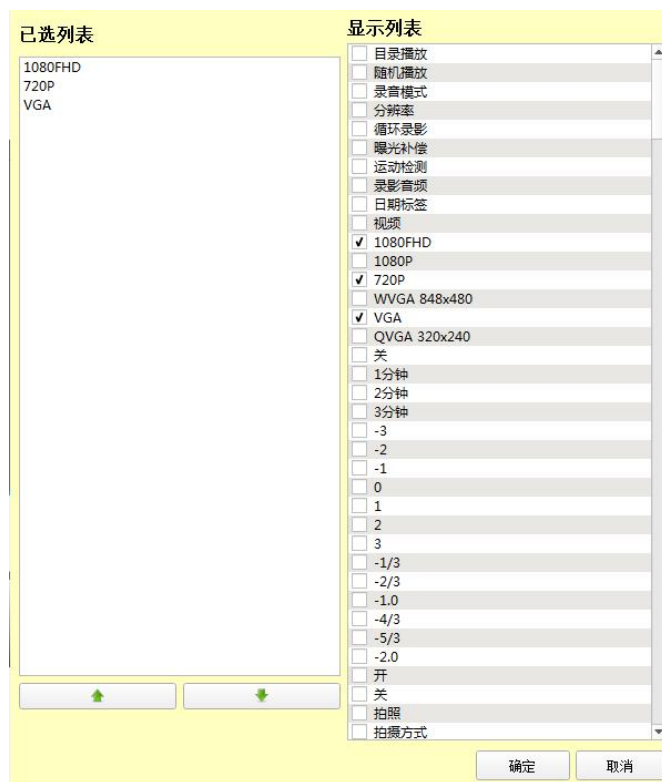 已选列表
1080FHD
720P
VGA
显示列表
目录播放
随机播放
录音模式
分辨率
循环录影
曝光补偿
运动检测
录影音频
日期标签
视频
1080FHD
1080P
720P
WVGA 848x480
VGA
QVGA 320x240
关
1分钟
2分钟
3分钟
-3
-2
-1
0
1
2
3
-1/3
-2/3
-1.0
-4/3
-5/3
-2.0
开
关
拍照
拍摄方式
确定
取消